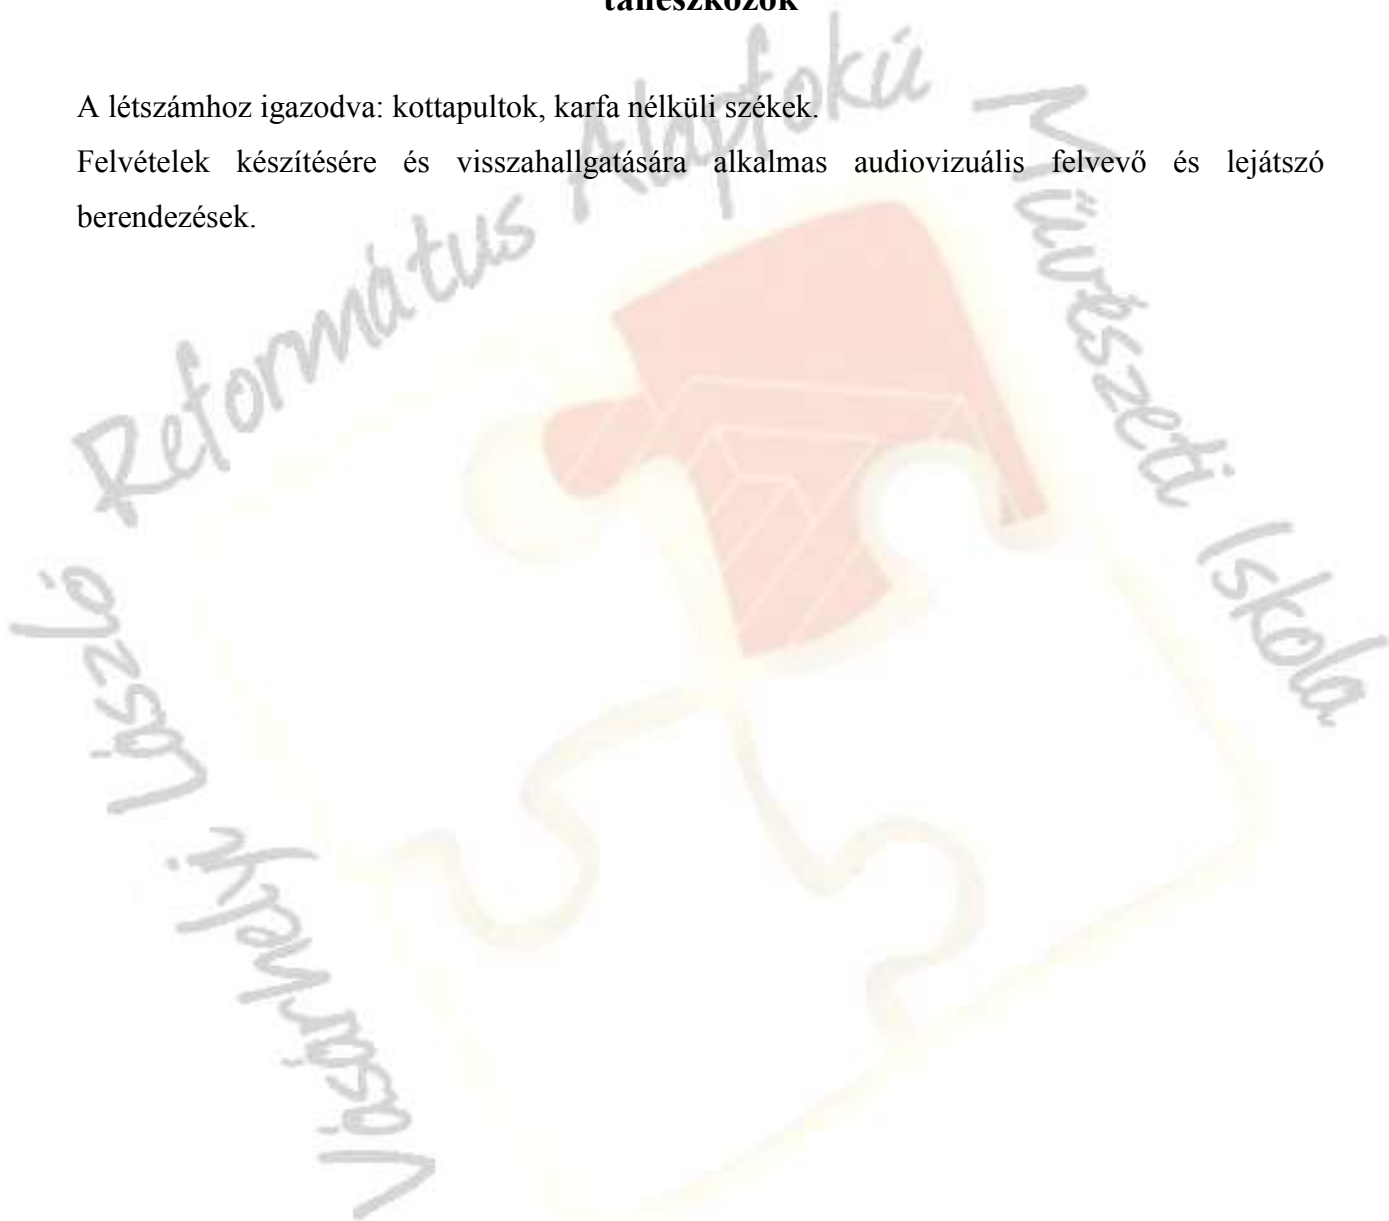 taneszközök
A létszámhoz igazodva: kottapultok, karfa nélküli székek.
Felvételek készítésére és visszahallgatására alkalmas audiovizuális felvevő és lejátszó
berendezések.
Vásárhelyi László Református Alapfokú Művészeti Iskola